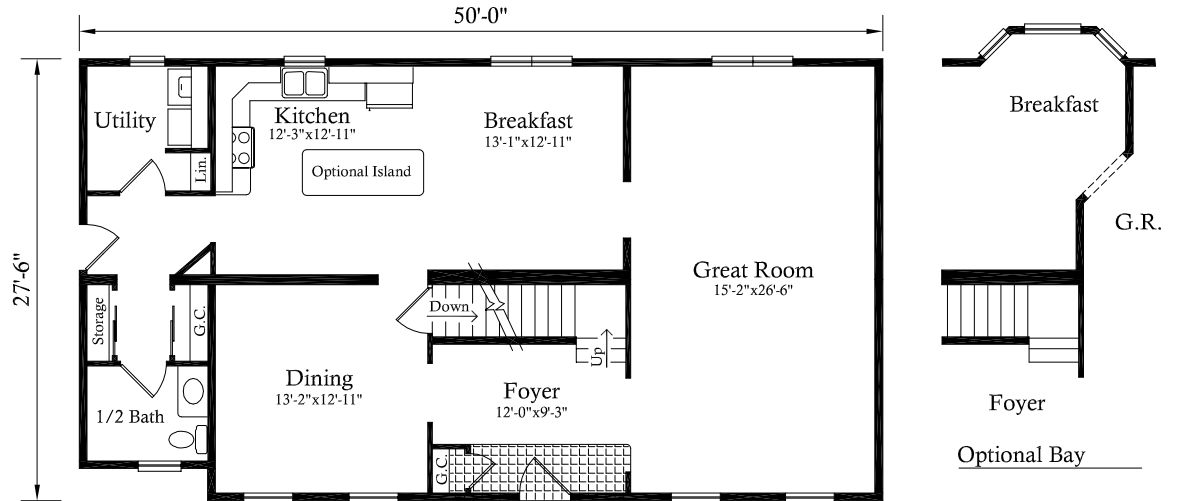 50'-0"
27'-6"
Utility
Lin.
Kitchen
12'-3"x12'-11"
Optional Island
Breakfast
13'-1"x12'-11"
Great Room
15'-2"x26'-6"
Storage
G.C.
Down
Up
Dining
13'-2"x12'-11"
Foyer
12'-0"x9'-3"
1/2 Bath
G.C.
Breakfast
G.R.
Foyer
Optional Bay